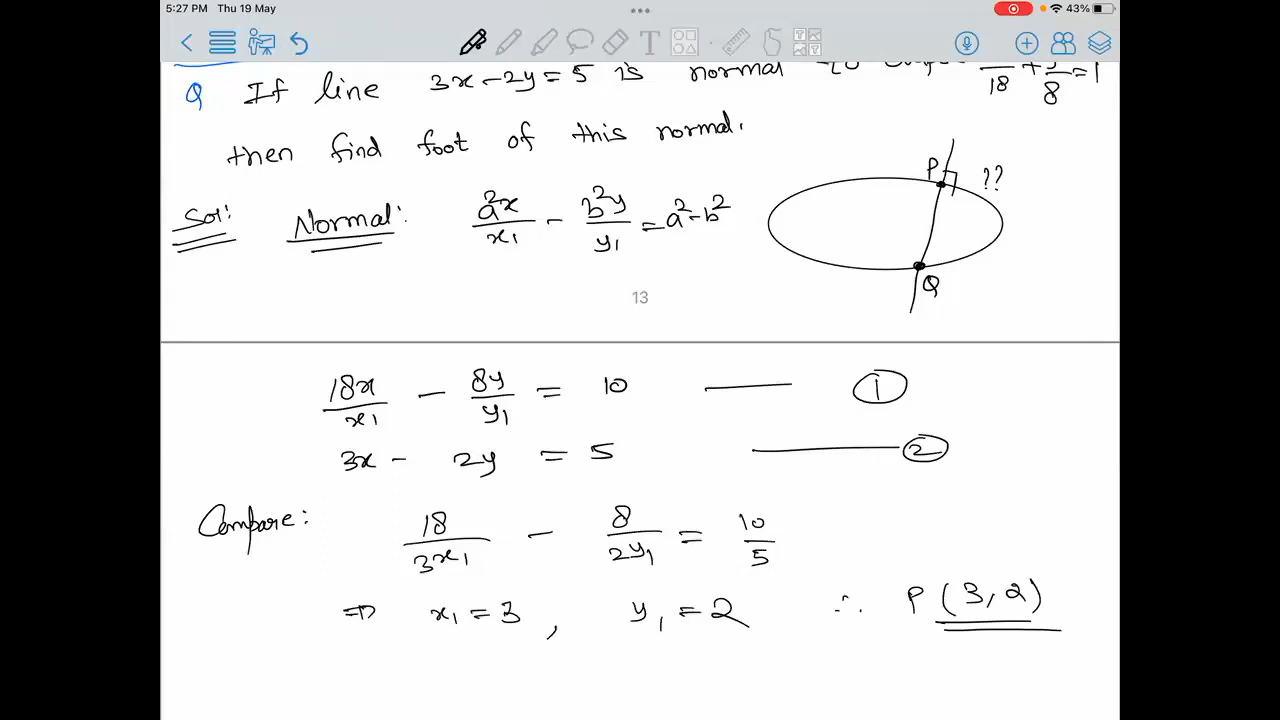 5:27 PM Thu 19 May
43%
Q If line 3x − 2y = 5 is normal /18 + /8 = 1
then find foot of this normal.
P ??
Sol: Normal: a²x/x₁ − b²y/y₁ = a² − b²
Q
13
18x/x₁ − 8y/y₁ = 10 —— ①
3x − 2y = 5 —— ②
Compare: 18/3x₁ − 8/2y₁ = 10/5
⇒ x₁ = 3 , y₁ = 2 ∴ P (3, 2)